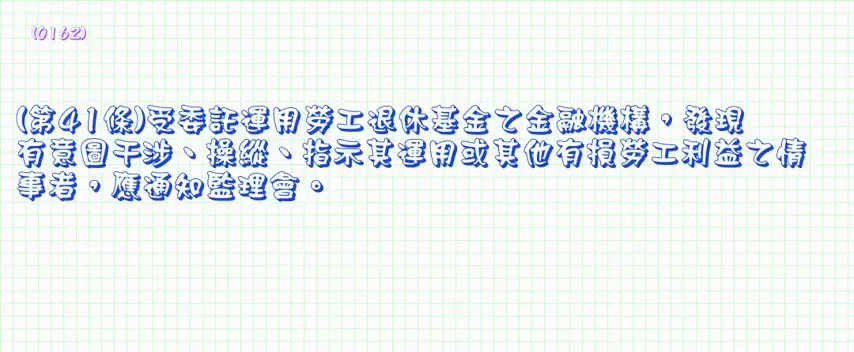 (0162)
(第41條)受委託運用勞工退休基金之金融機構，發現
有意圖干涉、操縱、指示其運用或其他有損勞工利益之情
事者，應通知監理會。